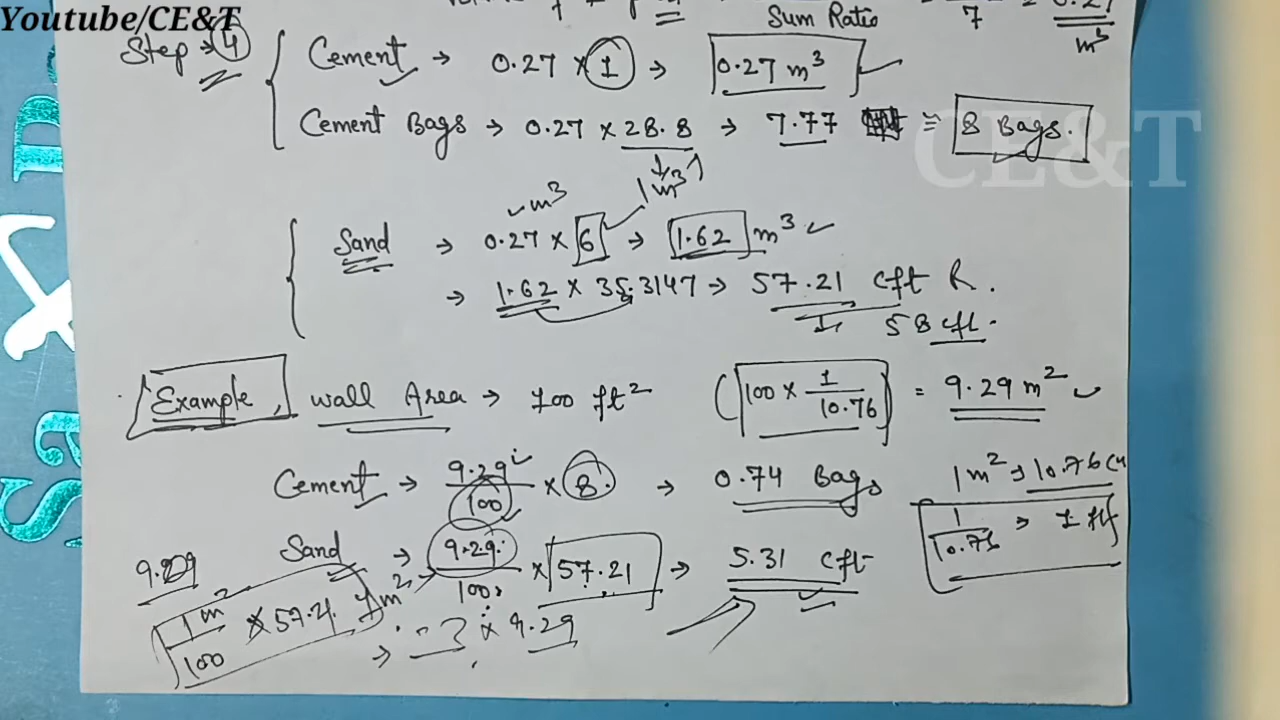 Youtube/CE&T
Sum Ratio
7
0.27
m³
Step → 4
Cement → 0.27 × 1 → 0.27 m³
Cement Bags → 0.27 × 28.8 → 7.77 ≅ 8 Bags.
1 m³
CE&T
m³
Sand → 0.27 × 6 → 1.62 m³
→ 1.62 × 35.3147 → 57.21 cft
58 cft.
Example, wall Area → 100 ft² (100 × 1/10.76) = 9.29 m²
Cement → 9.29/100 × 8. → 0.74 Bags
1 m² → 10.76
1/10.76 → 1 ft
Sand → 9.29/100 × 57.21 → 5.31 cft
9.29
1 m²/100 × 57.21
1 m²
→ × 9.29